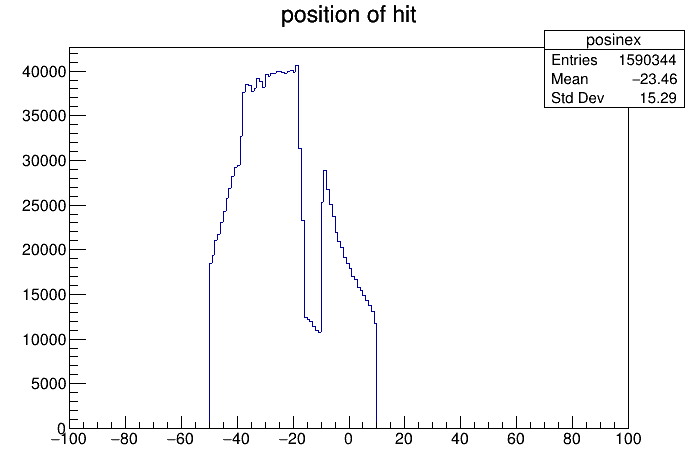 position of hit
posinex
Entries 1590344
Mean −23.46
Std Dev 15.29
40000
35000
30000
25000
20000
15000
10000
5000
0
−100 −80 −60 −40 −20 0 20 40 60 80 100